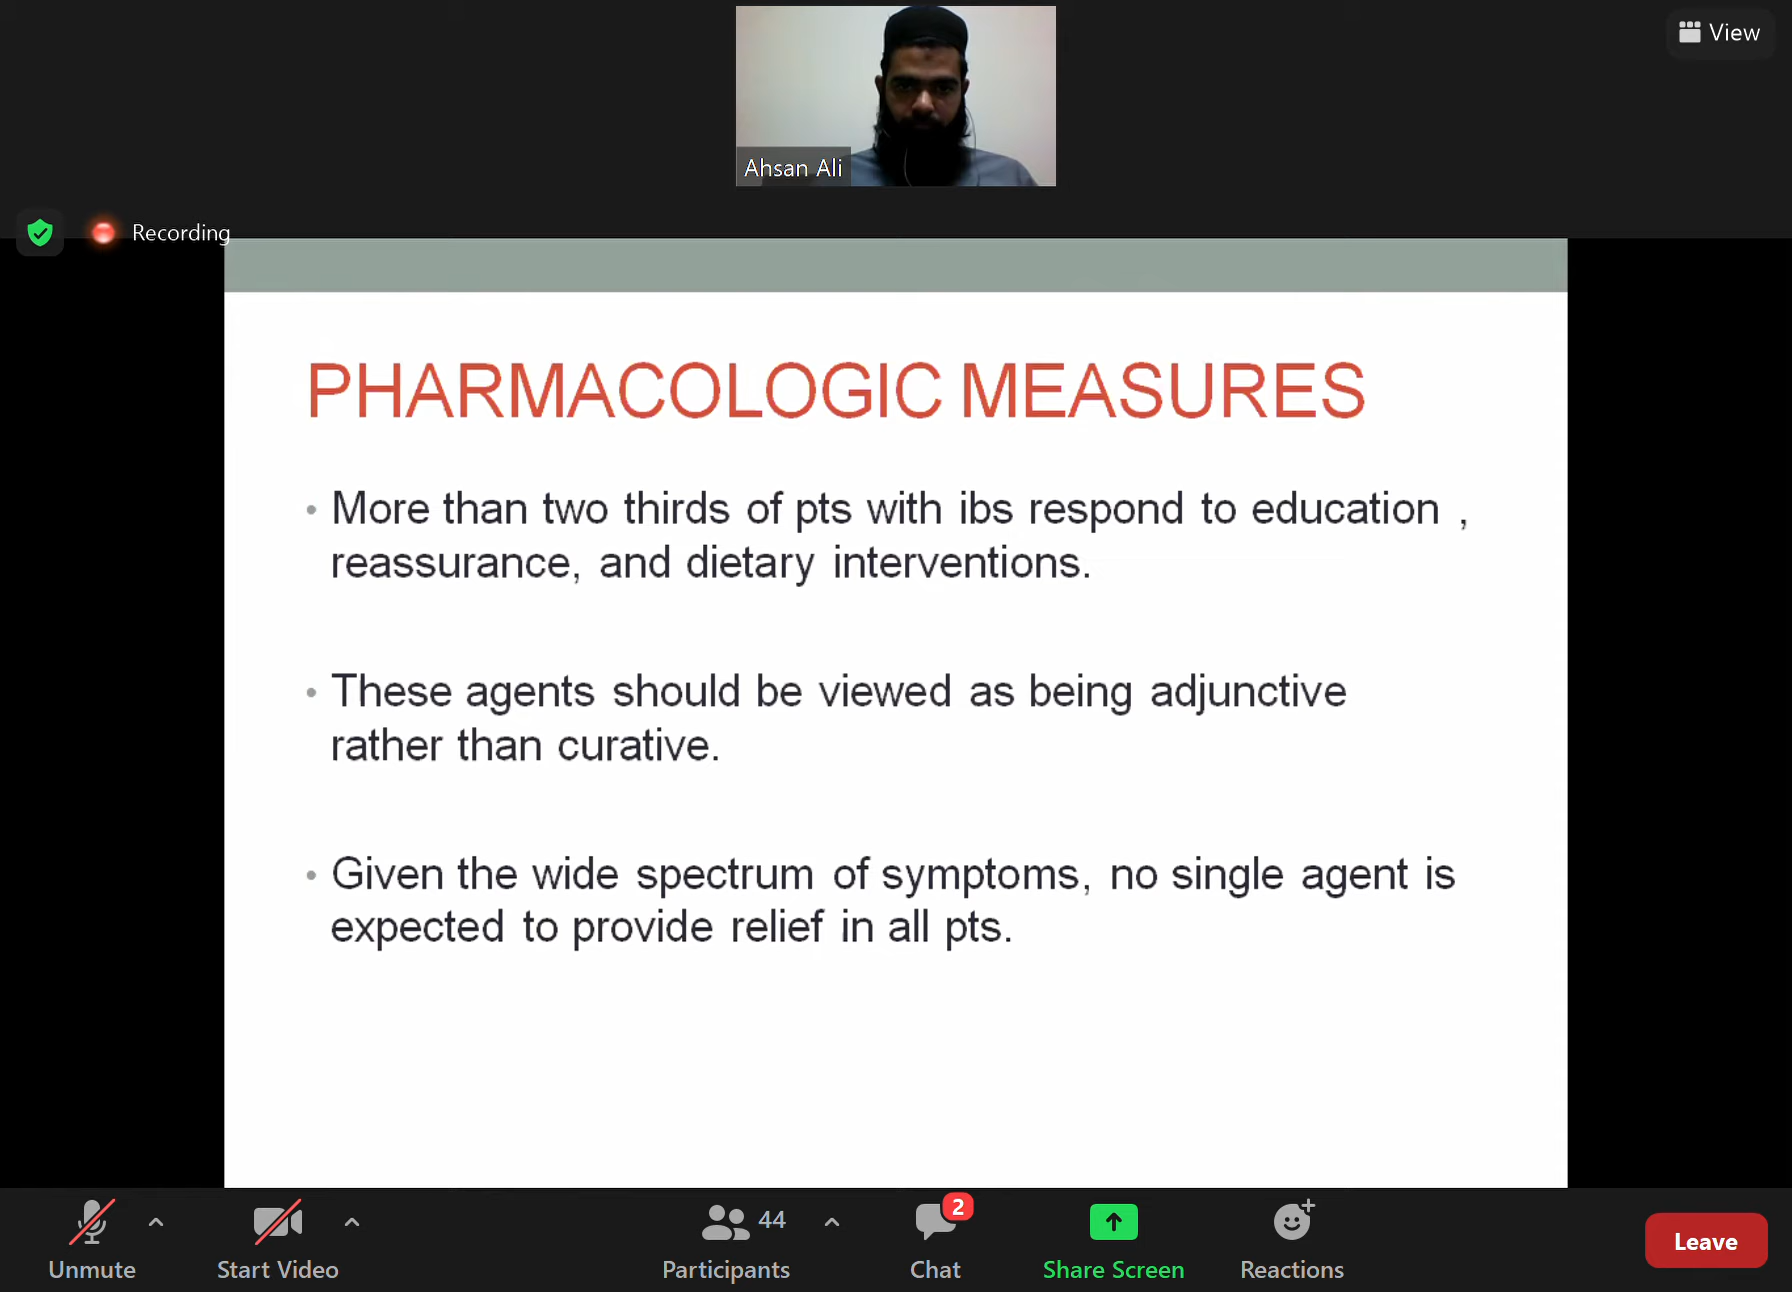 View
Ahsan Ali
Recording
PHARMACOLOGIC MEASURES
• More than two thirds of pts with ibs respond to education ,
reassurance, and dietary interventions.
• These agents should be viewed as being adjunctive
rather than curative.
• Given the wide spectrum of symptoms, no single agent is
expected to provide relief in all pts.
44
2
Unmute
Start Video
Participants
Chat
Share Screen
Reactions
Leave